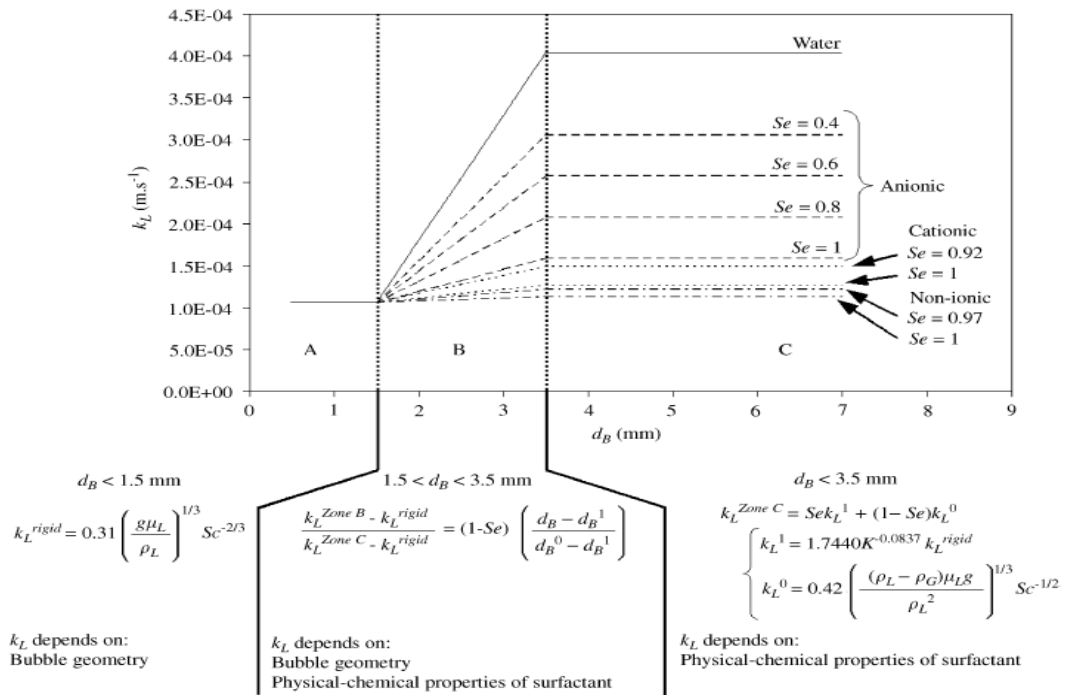 4.5E-04
4.0E-04
3.5E-04
3.0E-04
2.5E-04
2.0E-04
1.5E-04
1.0E-04
5.0E-05
0.0E+00
k_L (m.s⁻¹)
Water
Se = 0.4
Se = 0.6
Se = 0.8
Se = 1
Anionic
Cationic
Se = 0.92
Se = 1
Non-ionic
Se = 0.97
Se = 1
A
B
C
0 1 2 3 4 5 6 7 8 9
d_B (mm)
d_B < 1.5 mm
k_L^rigid = 0.31 (gμ_L / ρ_L)^1/3 Sc^-2/3
k_L depends on:
Bubble geometry
1.5 < d_B < 3.5 mm
(k_L^Zone B - k_L^rigid) / (k_L^Zone C - k_L^rigid) = (1-Se) ((d_B − d_B^1) / (d_B^0 − d_B^1))
k_L depends on:
Bubble geometry
Physical-chemical properties of surfactant
d_B < 3.5 mm
k_L^Zone C = Sek_L^1 + (1− Se)k_L^0
k_L^1 = 1.7440K^-0.0837 k_L^rigid
k_L^0 = 0.42 ((ρ_L − ρ_G)μ_L g / ρ_L^2)^1/3 Sc^-1/2
k_L depends on:
Physical-chemical properties of surfactant